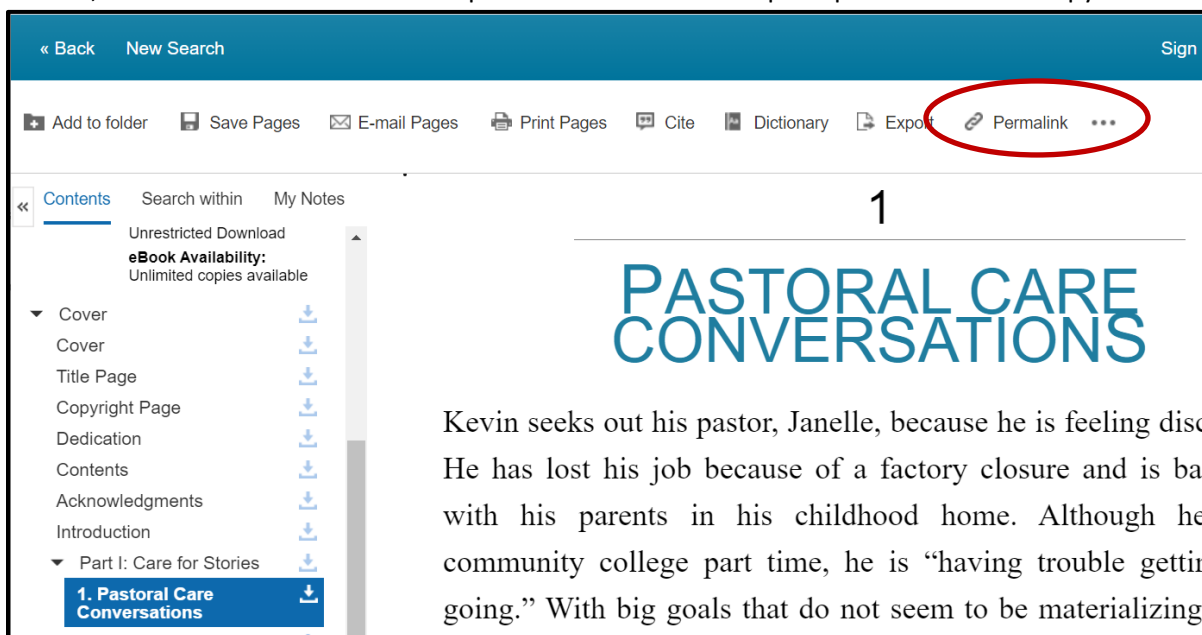 « Back New Search Sign
Add to folder Save Pages E-mail Pages Print Pages Cite Dictionary Export Permalink •••
« Contents Search within My Notes
Unrestricted Download
eBook Availability:
Unlimited copies available
Cover
Cover
Title Page
Copyright Page
Dedication
Contents
Acknowledgments
Introduction
Part I: Care for Stories
1. Pastoral Care
Conversations
1
PASTORAL CARE
CONVERSATIONS
Kevin seeks out his pastor, Janelle, because he is feeling disc
He has lost his job because of a factory closure and is ba
with his parents in his childhood home. Although he
community college part time, he is “having trouble gettin
going.” With big goals that do not seem to be materializing